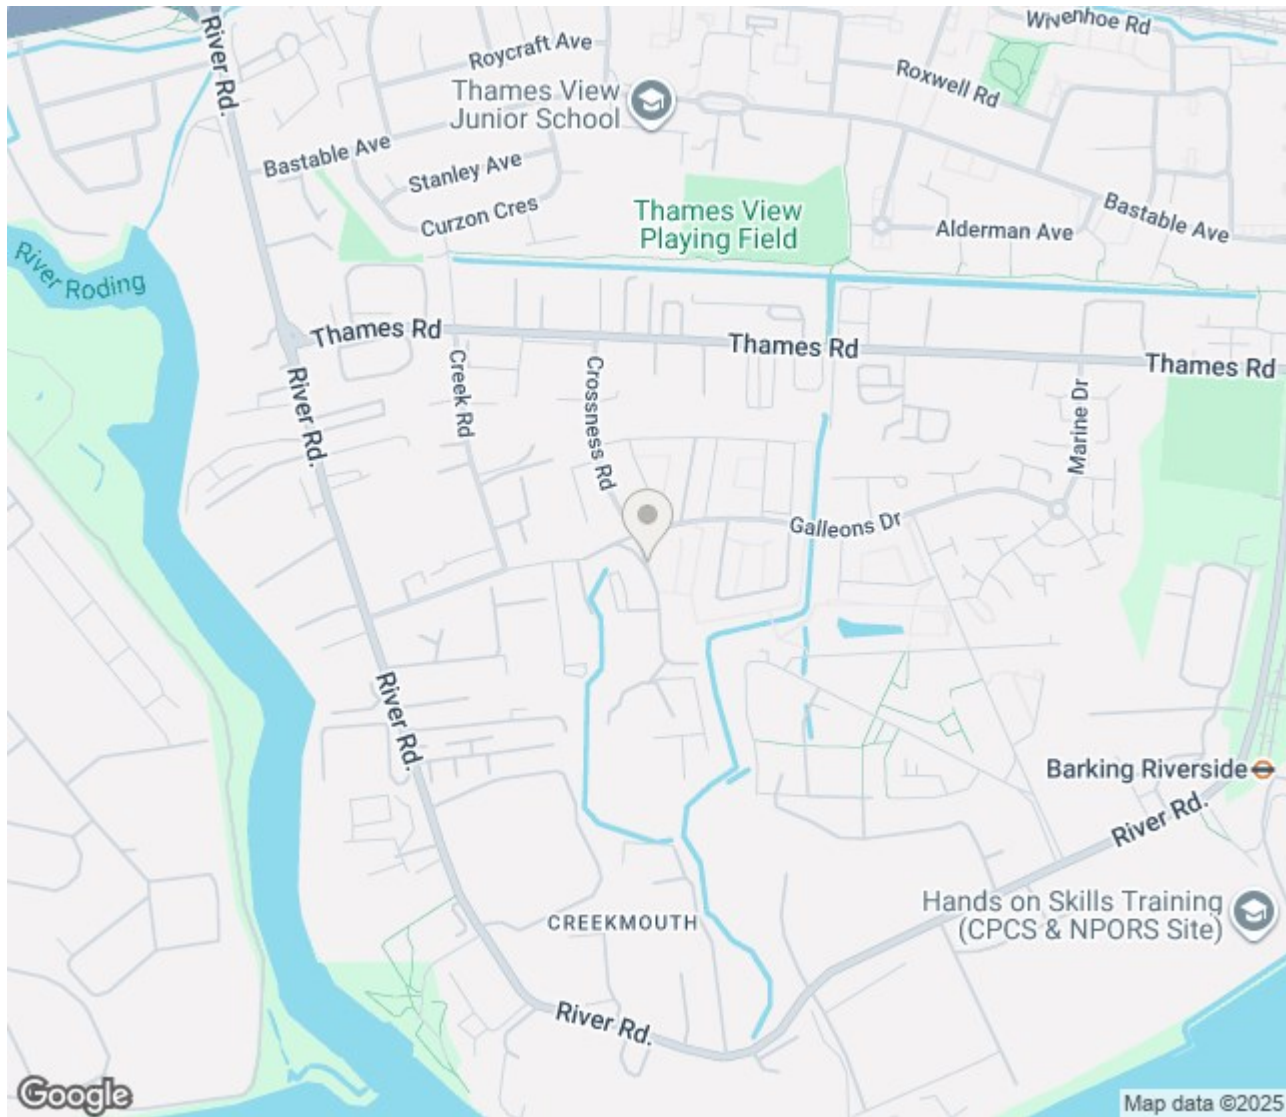 River Rd.
Roycraft Ave
Wivenhoe Rd
Roxwell Rd
Thames View
Junior School
Bastable Ave
Stanley Ave
Curzon Cres
Thames View
Playing Field
Alderman Ave
Bastable Ave
River Roding
Thames Rd
Thames Rd
Thames Rd
Creek Rd
Crossness Rd
River Rd.
Marine Dr
Galleons Dr
River Rd.
Barking Riverside
River Rd.
Hands on Skills Training
(CPCS & NPORS Site)
CREEKMOUTH
River Rd.
Google
Map data ©2025